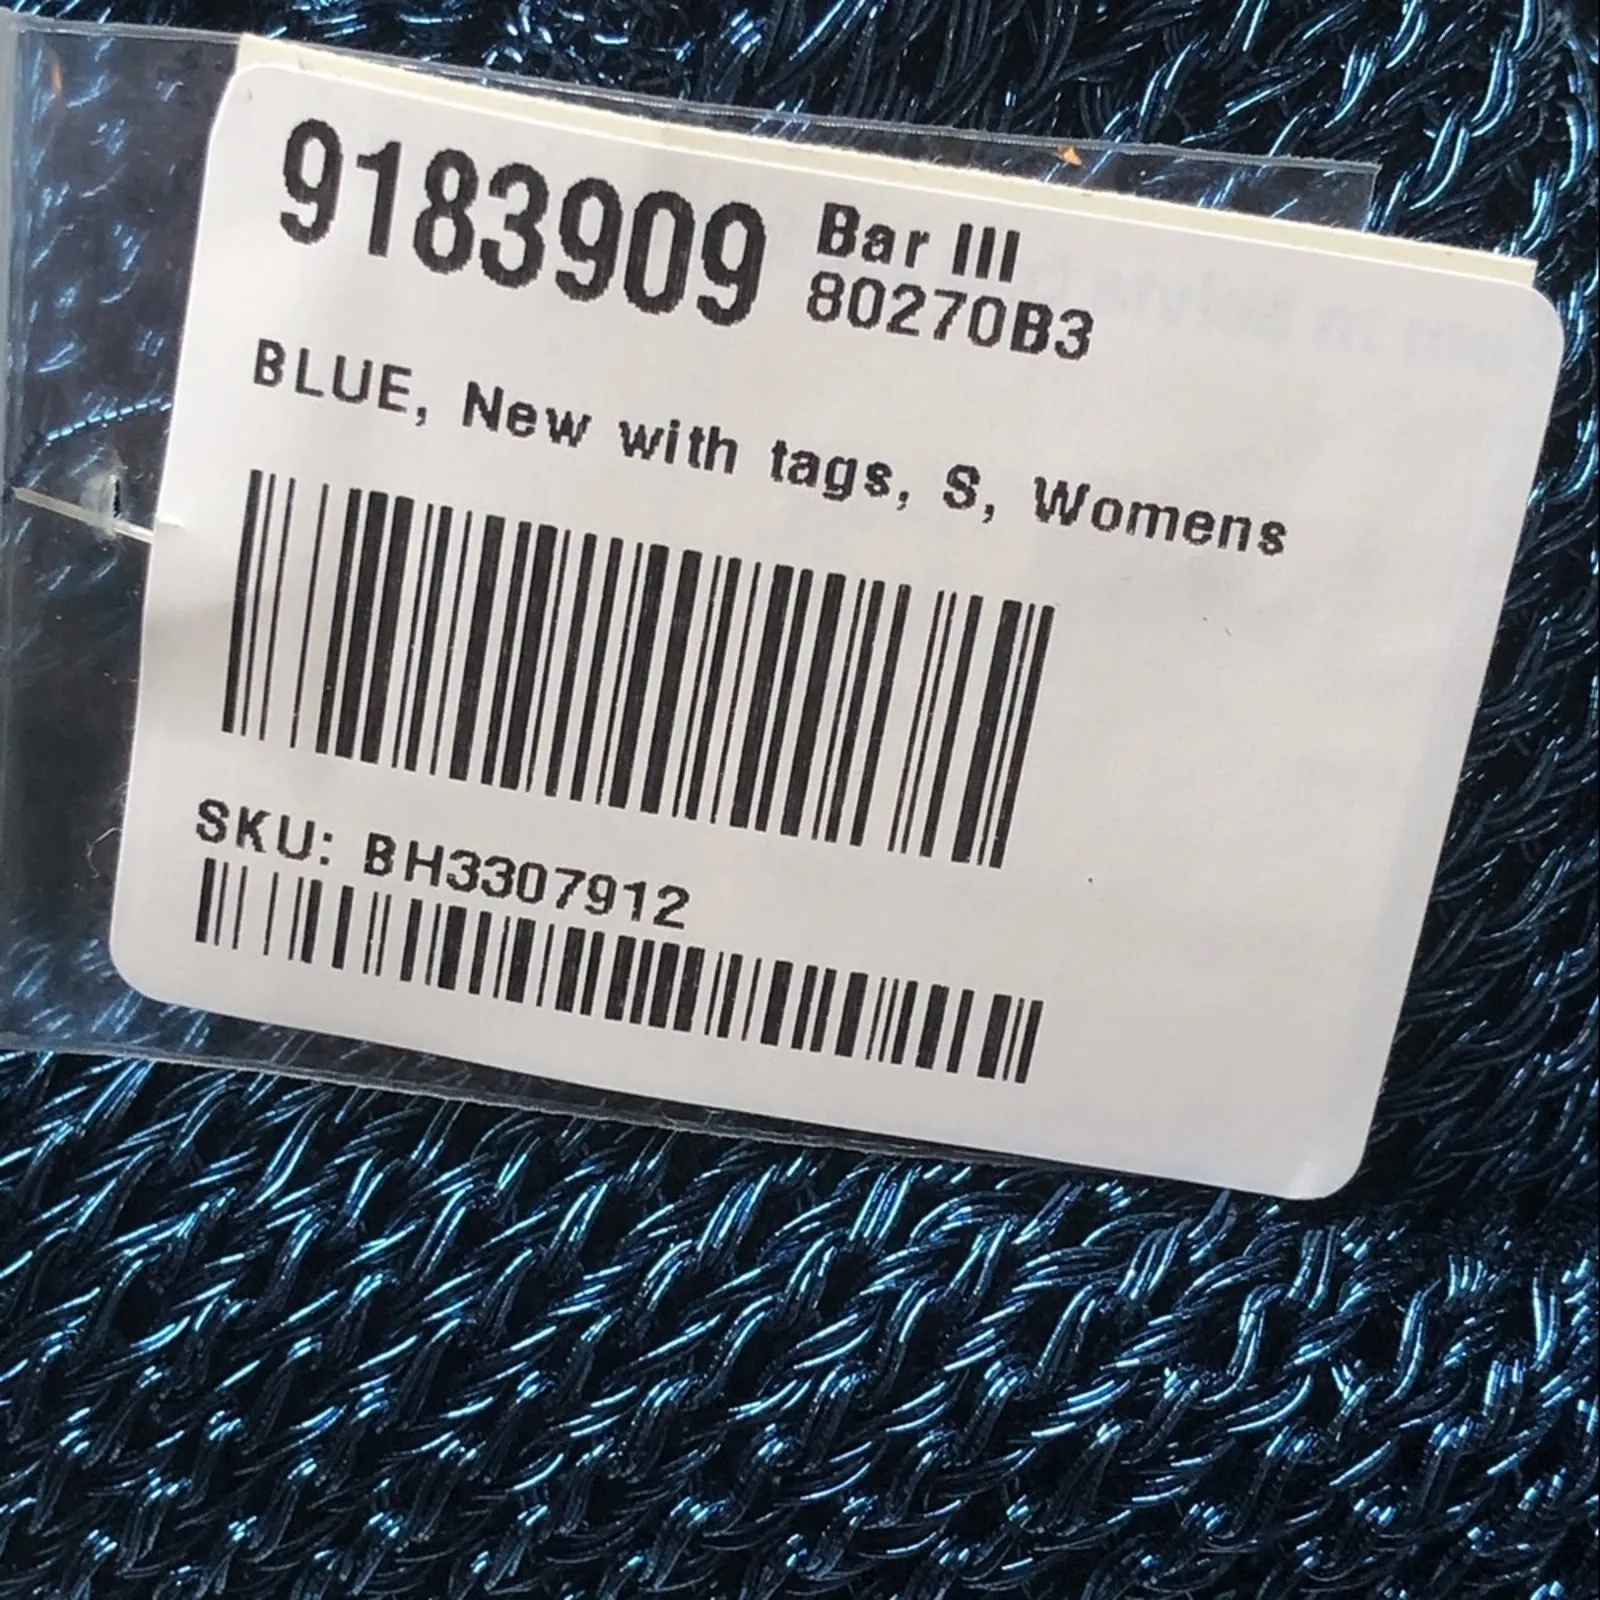 9183909 Bar III
80270B3
BLUE, New with tags, S, Womens
SKU: BH3307912